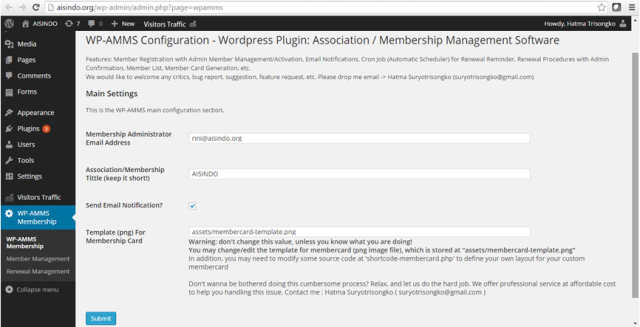 aisindo.org/wp-admin/admin.php?page=wpamms
AISINDO 7 0 + New Visitors Traffic Howdy, Hatma Trisongko
Media
Pages
Comments
Forms
Appearance
Plugins 3
Users
Tools
Settings
Visitors Traffic
WP-AMMS
Membership
WP-AMMS
Membership
Member Management
Renewal Management
Collapse menu
WP-AMMS Configuration - Wordpress Plugin: Association / Membership Management Software
Features: Member Registration with Admin Member Management/Activation, Email Notifications, Cron Job (Automatic Scheduler) for Renewal Reminder, Renewal Procedures with Admin
Confirmation, Member List, Member Card Generation, etc.
We would like to welcome any critics, bug report, suggestion, feature request, etc. Please drop me email -> Hatma Suryotrisongko (suryotrisongko@gmail.com)
Main Settings
This is the WP-AMMS main configuration section.
Membership Administrator
Email Address
rini@aisindo.org
Association/Membership
Tittle (keep it short!)
AISINDO
Send Email Notification?
Template (png) For
Membership Card
assets/membercard-template.png
Warning: don't change this value, unless you know what you are doing!
You may change/edit the template for membercard (png image file), which is stored at "assets/membercard-template.png"
In addition, you may need to modify some source code at 'shortcode-membercard.php' to define your own layout for your custom
membercard
Don't wanna be bothered doing this cumbersome process? Relax, and let us do the hard job. We offer professional service at affordable cost
to help you handling this issue. Contact me : Hatma Suryotrisongko ( suryotrisongko@gmail.com )
Submit